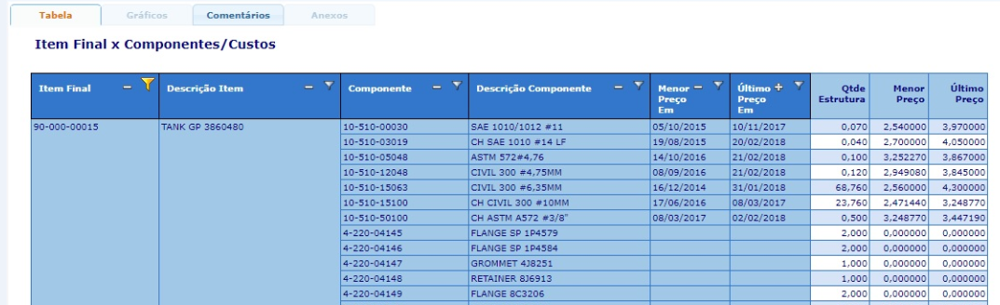 Tabela Gráficos Comentários Anexos
Item Final x Componentes/Custos
Item Final Descrição Item Componente Descrição Componente Menor Preço Em Último Preço Em Qtde Estrutura Menor Preço Último Preço
90-000-00015 TANK GP 3860480 10-510-00030 SAE 1010/1012 #11 05/10/2015 10/11/2017 0,070 2,540000 3,970000
10-510-03019 CH SAE 1010 #14 LF 19/08/2015 20/02/2018 0,040 2,700000 4,050000
10-510-05048 ASTM 572#4,76 14/10/2016 21/02/2018 0,100 3,252270 3,867000
10-510-12048 CIVIL 300 #4,75MM 08/09/2016 21/02/2018 0,120 2,949080 3,845000
10-510-15063 CIVIL 300 #6,35MM 16/12/2014 31/01/2018 68,760 2,560000 4,300000
10-510-15100 CH CIVIL 300 #10MM 17/06/2016 08/03/2017 23,760 2,471440 3,248770
10-510-50100 CH ASTM A572 #3/8" 08/03/2017 02/02/2018 0,500 3,248770 3,447190
4-220-04145 FLANGE SP 1P4579 2,000 0,000000 0,000000
4-220-04146 FLANGE SP 1P4584 2,000 0,000000 0,000000
4-220-04147 GROMMET 4J8251 1,000 0,000000 0,000000
4-220-04148 RETAINER 8J6913 1,000 0,000000 0,000000
4-220-04149 FLANGE 8C3206 2,000 0,000000 0,000000